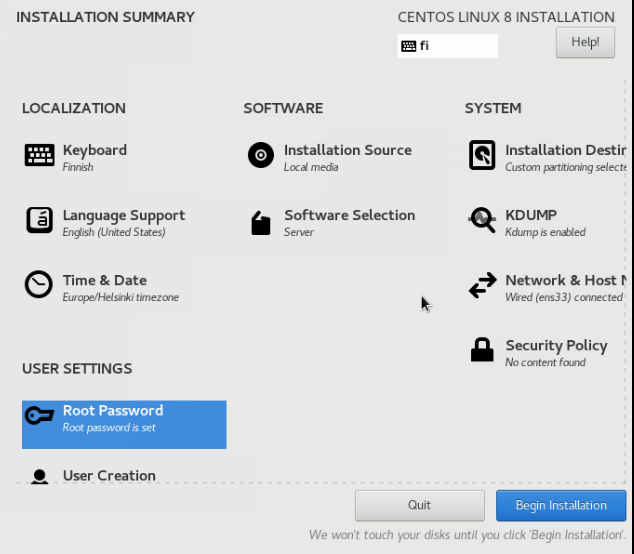 INSTALLATION SUMMARY
CENTOS LINUX 8 INSTALLATION
fi
Help!
LOCALIZATION
Keyboard
Finnish
Language Support
English (United States)
Time & Date
Europe/Helsinki timezone
SOFTWARE
Installation Source
Local media
Software Selection
Server
SYSTEM
Installation Destin
Custom partitioning selecte
KDUMP
Kdump is enabled
Network & Host N
Wired (ens33) connected
Security Policy
No content found
USER SETTINGS
Root Password
Root password is set
User Creation
Quit
Begin Installation
We won't touch your disks until you click 'Begin Installation'.